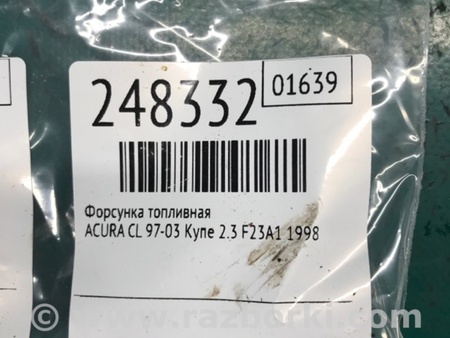 248332
01639
Форсунка топливная
ACURA CL 97-03 Купе 2.3 F23A1 1998
© www.razborki.com